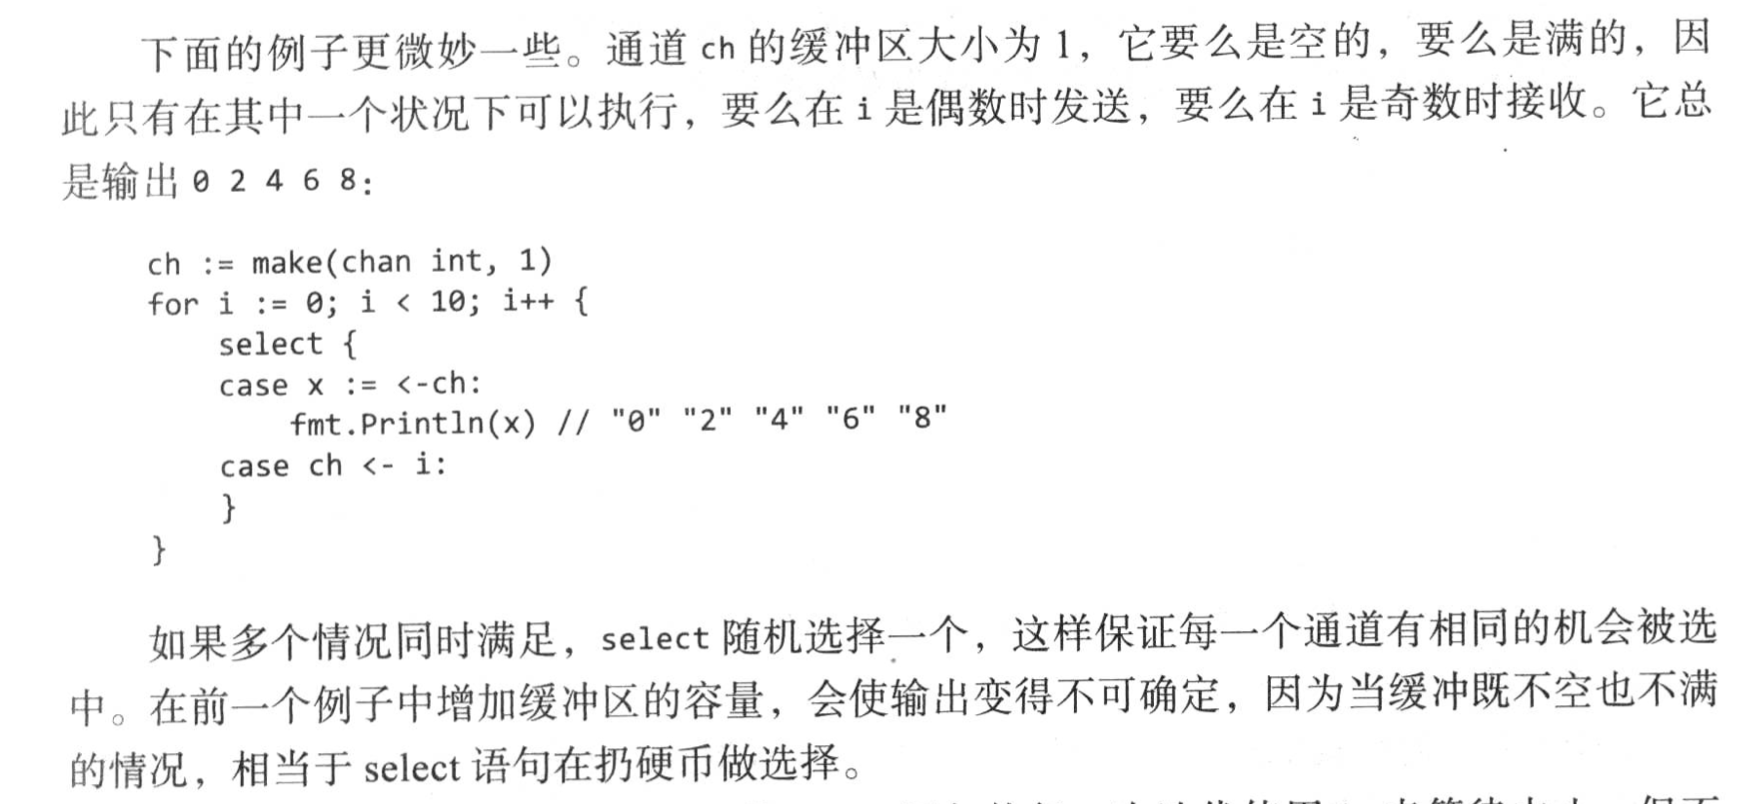 下面的例子更微妙一些。通道 ch 的缓冲区大小为 1，它要么是空的，要么是满的，因
此只有在其中一个状况下可以执行，要么在 i 是偶数时发送，要么在 i 是奇数时接收。它总
是输出 0 2 4 6 8：
ch := make(chan int, 1)
for i := 0; i < 10; i++ {
    select {
    case x := <-ch:
        fmt.Println(x) // "0" "2" "4" "6" "8"
    case ch <- i:
    }
}
如果多个情况同时满足，select 随机选择一个，这样保证每一个通道有相同的机会被选
中。在前一个例子中增加缓冲区的容量，会使输出变得不可确定，因为当缓冲既不空也不满
的情况，相当于 select 语句在扔硬币做选择。